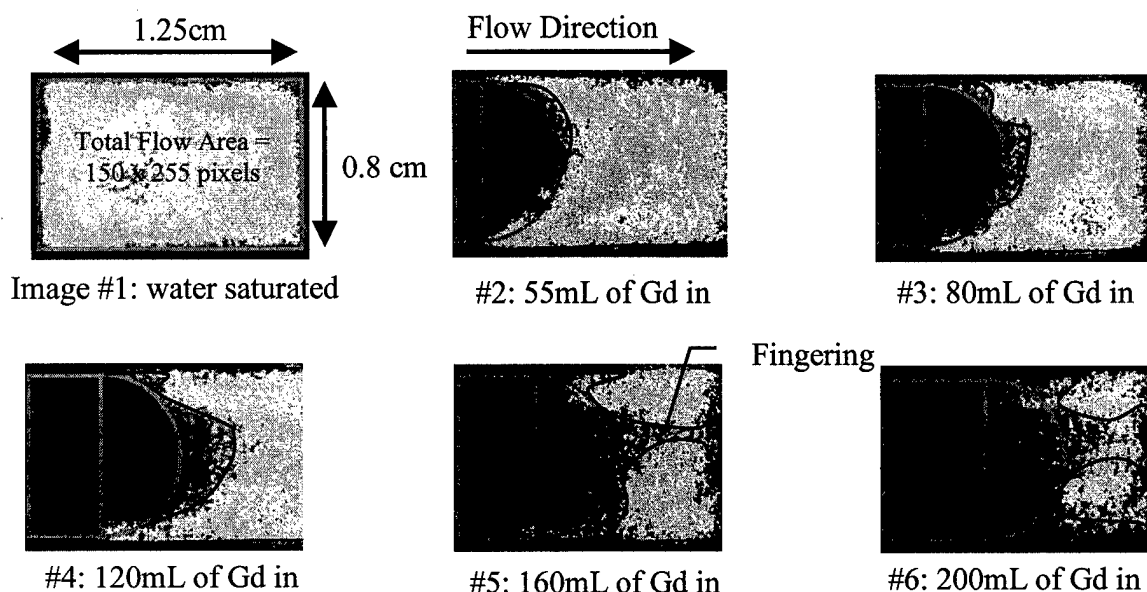 1.25cm
Flow Direction
Total Flow Area =
150 x 255 pixels
0.8 cm
Image #1: water saturated
#2: 55mL of Gd in
#3: 80mL of Gd in
Fingering
#4: 120mL of Gd in
#5: 160mL of Gd in
#6: 200mL of Gd in